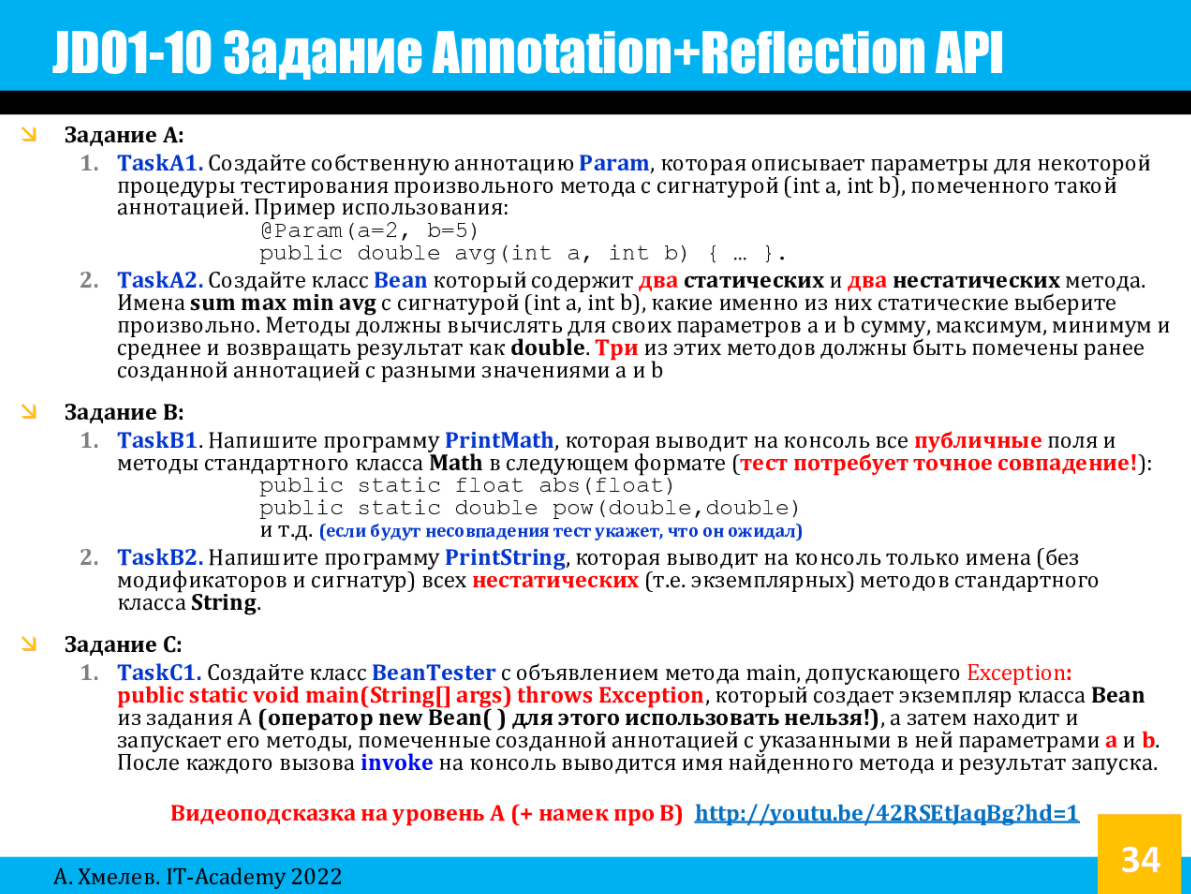 JD01-10 Задание Annotation+Reflection API
Задание A:
1. TaskA1. Создайте собственную аннотацию Param, которая описывает параметры для некоторой
процедуры тестирования произвольного метода с сигнатурой (int a, int b), помеченного такой
аннотацией. Пример использования:
@Param(a=2, b=5)
public double avg(int a, int b) { … }.
2. TaskA2. Создайте класс Bean который содержит два статических и два нестатических метода.
Имена sum max min avg с сигнатурой (int a, int b), какие именно из них статические выберите
произвольно. Методы должны вычислять для своих параметров a и b сумму, максимум, минимум и
среднее и возвращать результат как double. Три из этих методов должны быть помечены ранее
созданной аннотацией с разными значениями a и b
Задание B:
1. TaskB1. Напишите программу PrintMath, которая выводит на консоль все публичные поля и
методы стандартного класса Math в следующем формате (тест потребует точное совпадение!):
public static float abs(float)
public static double pow(double,double)
и т.д. (если будут несовпадения тест укажет, что он ожидал)
2. TaskB2. Напишите программу PrintString, которая выводит на консоль только имена (без
модификаторов и сигнатур) всех нестатических (т.е. экземплярных) методов стандартного
класса String.
Задание C:
1. TaskC1. Создайте класс BeanTester с объявлением метода main, допускающего Exception:
public static void main(String[] args) throws Exception, который создает экземпляр класса Bean
из задания A (оператор new Bean( ) для этого использовать нельзя!), а затем находит и
запускает его методы, помеченные созданной аннотацией с указанными в ней параметрами a и b.
После каждого вызова invoke на консоль выводится имя найденного метода и результат запуска.
Видеоподсказка на уровень A (+ намек про B) http://youtu.be/42RSEtJaqBg?hd=1
34
А. Хмелев. IT-Academy 2022